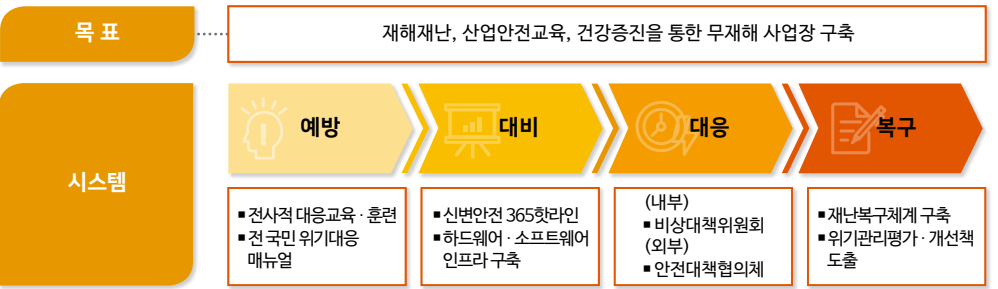 목 표
재해재난, 산업안전교육, 건강증진을 통한 무재해 사업장 구축
시스템
예방
대비
대응
복구
▪전사적 대응교육 · 훈련
▪전 국민 위기대응
매뉴얼
▪신변안전 365핫라인
▪하드웨어 · 소프트웨어
인프라 구축
(내부)
▪비상대책위원회
(외부)
▪안전대책협의체
▪재난복구체계 구축
▪위기관리평가 · 개선책
도출